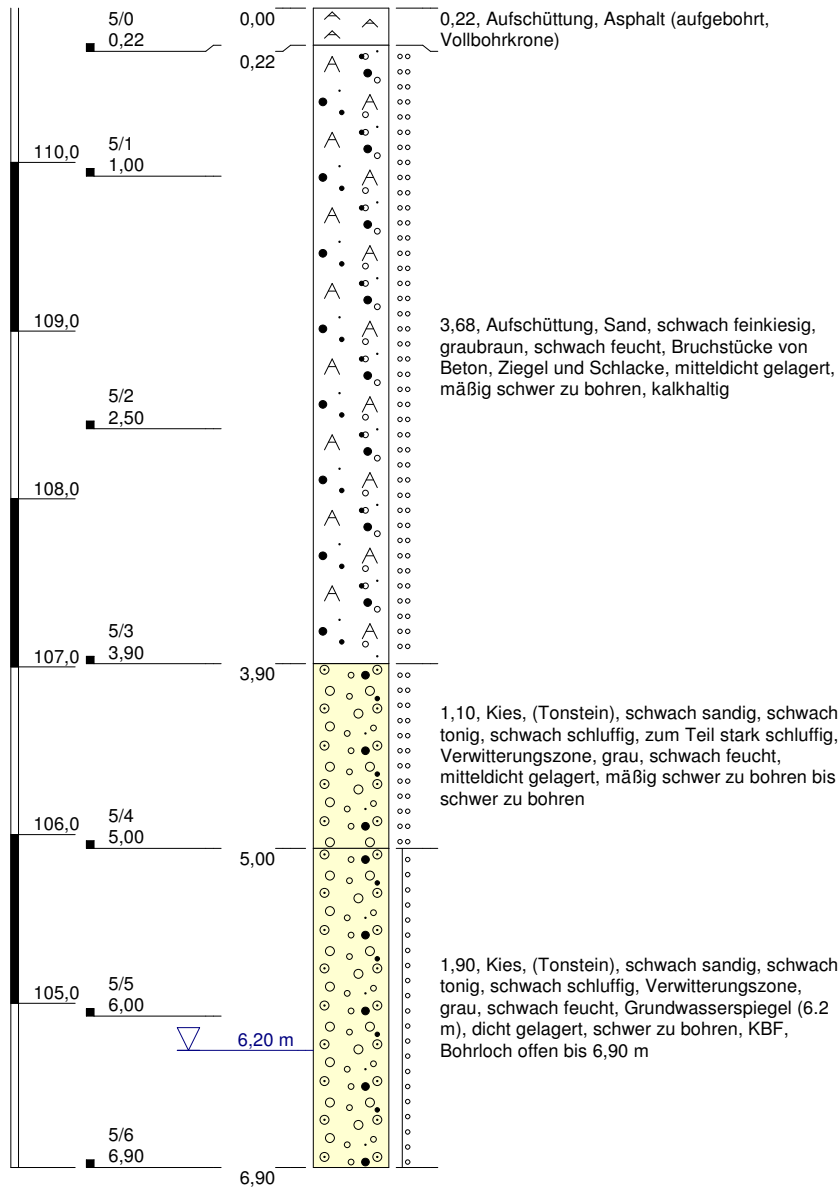 5/0
0,22
0,00
0,22, Aufschüttung, Asphalt (aufgebohrt,
Vollbohrkrone)
0,22
110,0
5/1
1,00
109,0
3,68, Aufschüttung, Sand, schwach feinkiesig,
graubraun, schwach feucht, Bruchstücke von
Beton, Ziegel und Schlacke, mitteldicht gelagert,
mäßig schwer zu bohren, kalkhaltig
5/2
2,50
108,0
5/3
3,90
107,0
3,90
1,10, Kies, (Tonstein), schwach sandig, schwach
tonig, schwach schluffig, zum Teil stark schluffig,
Verwitterungszone, grau, schwach feucht,
mitteldicht gelagert, mäßig schwer zu bohren bis
schwer zu bohren
5/4
5,00
106,0
5,00
1,90, Kies, (Tonstein), schwach sandig, schwach
tonig, schwach schluffig, Verwitterungszone,
grau, schwach feucht, Grundwasserspiegel (6.2
m), dicht gelagert, schwer zu bohren, KBF,
Bohrloch offen bis 6,90 m
5/5
6,00
105,0
6,20 m
5/6
6,90
6,90